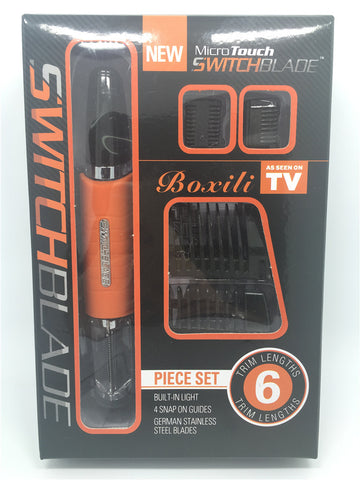 SWITCHBLADE
NEW
MicroTouch
SWITCHBLADE™
Boxili
AS SEEN ON
TV
SWITCHBLADE
PIECE SET
BUILT-IN LIGHT
4 SNAP ON GUIDES
GERMAN STAINLESS
STEEL BLADES
TRIM LENGTHS
6
TRIM LENGTHS